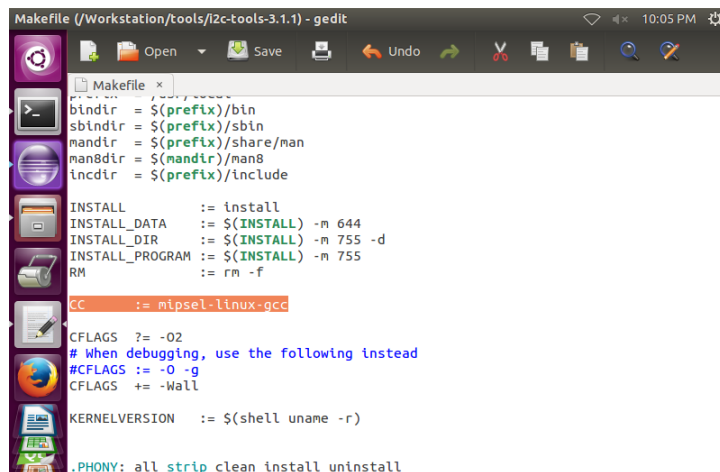 Makefile (/Workstation/tools/i2c-tools-3.1.1) - gedit 10:05 PM
Open Save Undo
Makefile ×
prefix = /usr/local
bindir = $(prefix)/bin
sbindir = $(prefix)/sbin
mandir = $(prefix)/share/man
man8dir = $(mandir)/man8
incdir = $(prefix)/include
INSTALL := install
INSTALL_DATA := $(INSTALL) -m 644
INSTALL_DIR := $(INSTALL) -m 755 -d
INSTALL_PROGRAM := $(INSTALL) -m 755
RM := rm -f
CC := mipsel-linux-gcc
CFLAGS ?= -O2
# When debugging, use the following instead
#CFLAGS := -O -g
CFLAGS += -Wall
KERNELVERSION := $(shell uname -r)
.PHONY: all strip clean install uninstall